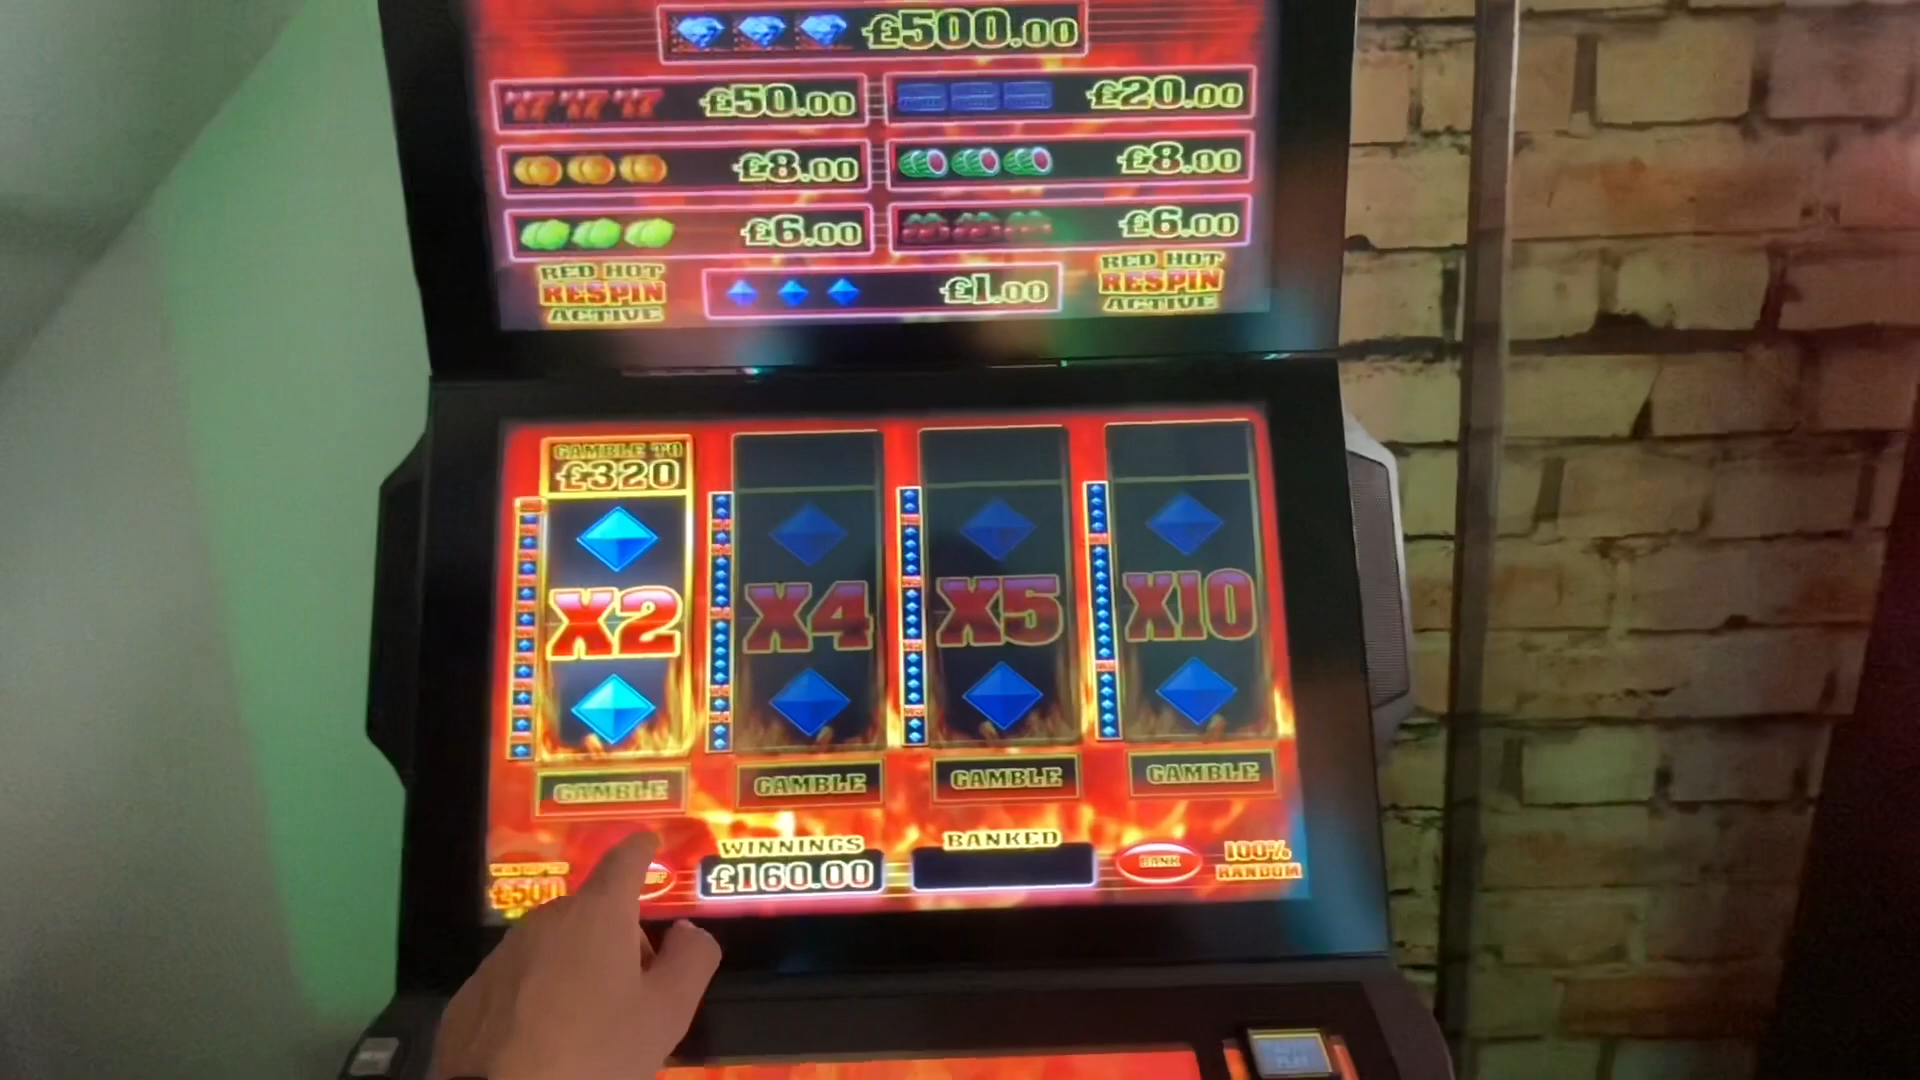 £500.00
£50.00
£20.00
£8.00
£8.00
£6.00
£6.00
RED HOT
RESPIN
ACTIVE
£1.00
RED HOT
RESPIN
ACTIVE
GAMBLE TO
£320
X2
X4
X5
X10
GAMBLE
GAMBLE
GAMBLE
GAMBLE
WINNINGS
£160.00
BANKED
BANK
100%
RANDOM
£500